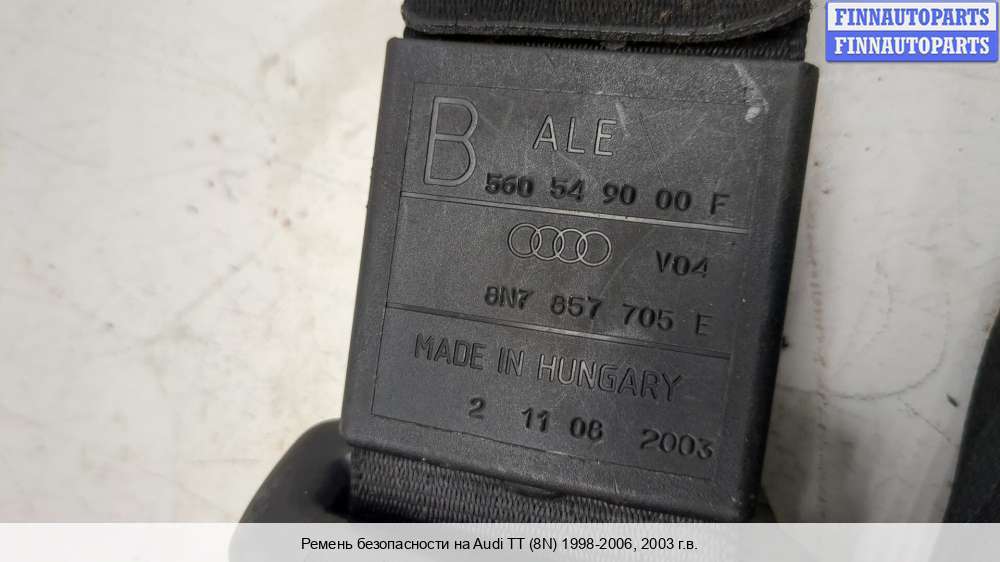 FINNAUTOPARTS
FINNAUTOPARTS
B ALE
560 54 90 00 F
V04
8N7 857 705 E
MADE IN HUNGARY
2 11 06 2003
Ремень безопасности на Audi TT (8N) 1998-2006, 2003 г.в.